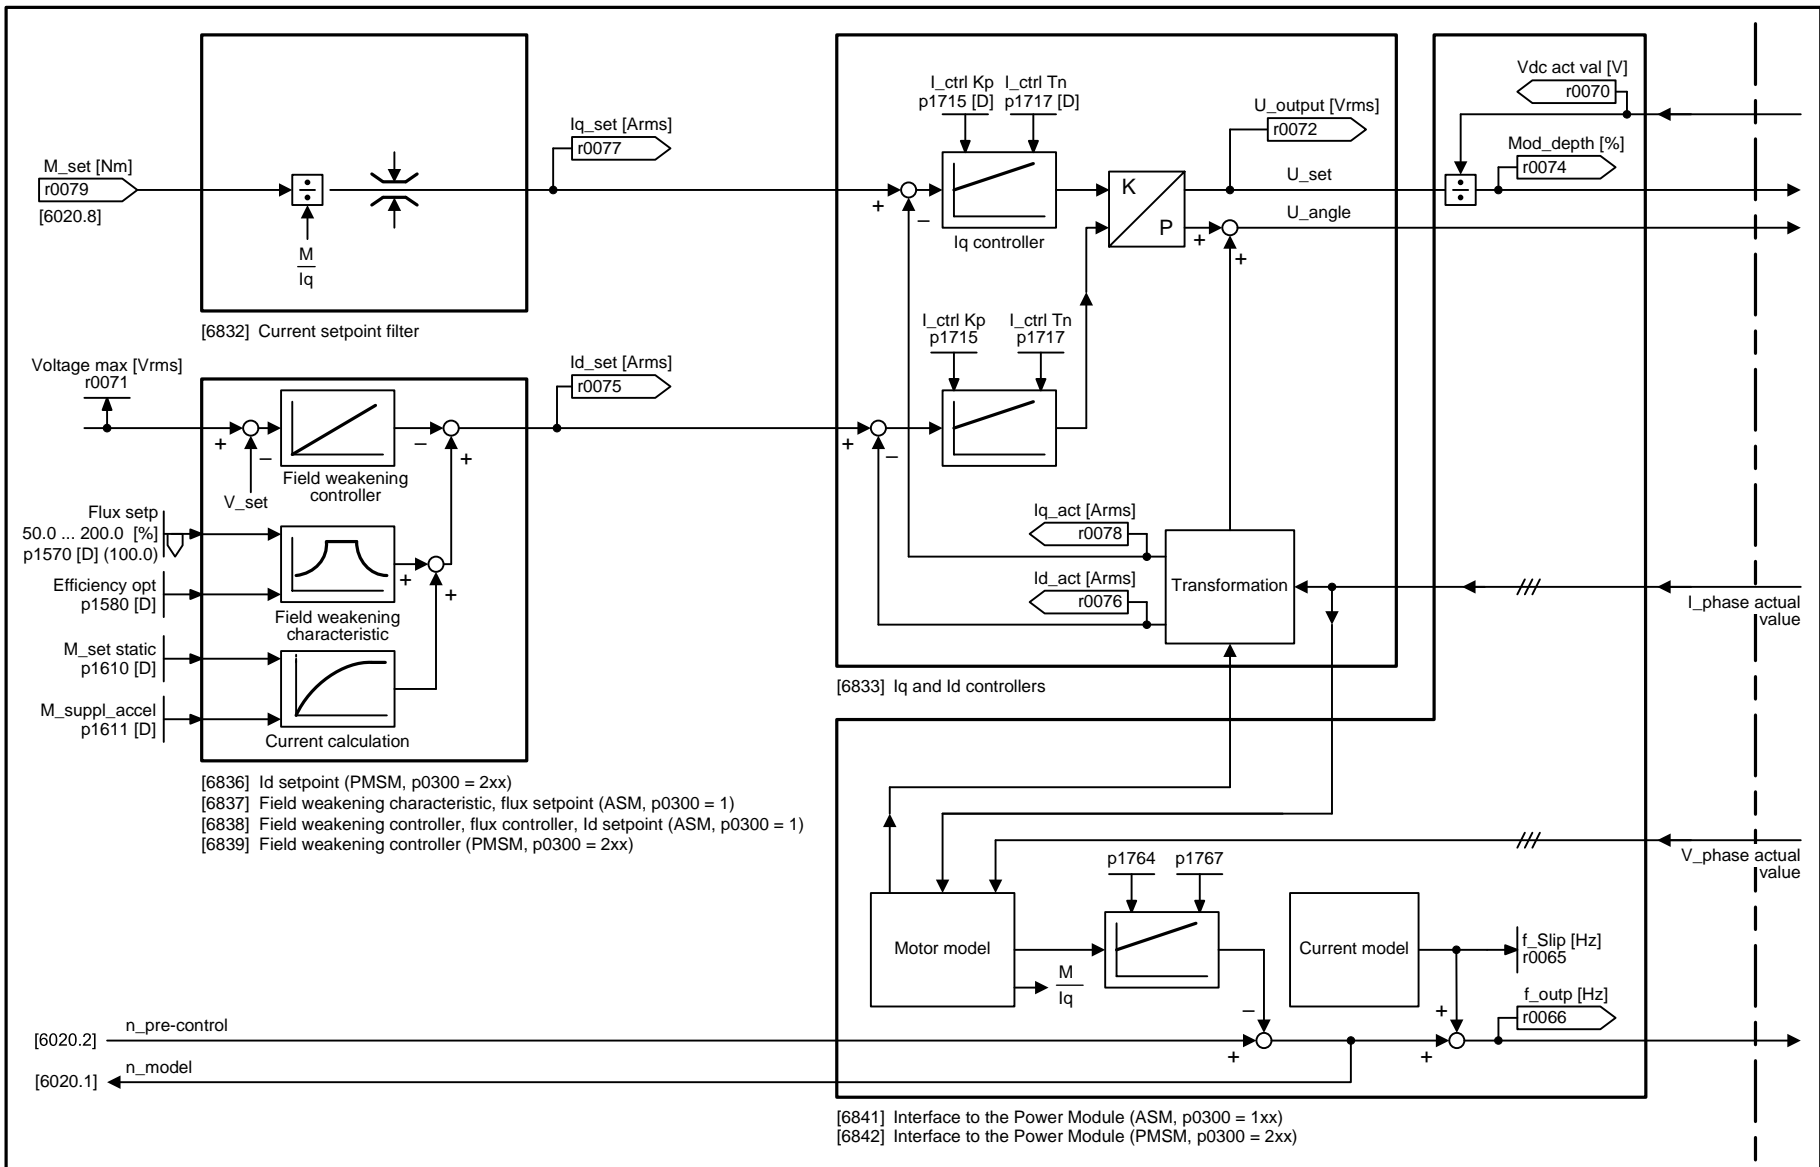 M_set [Nm]
r0079
[6020.8]
÷
M
Iq
[6832] Current setpoint filter
Iq_set [Arms]
r0077
Voltage max [Vrms]
r0071
+
–
V_set
Field weakening
controller
–
+
Flux setp
50.0 ... 200.0 [%]
p1570 [D] (100.0)
Efficiency opt
p1580 [D]
Field weakening
characteristic
+
+
M_set static
p1610 [D]
M_suppl_accel
p1611 [D]
Current calculation
[6836] Id setpoint (PMSM, p0300 = 2xx)
[6837] Field weakening characteristic, flux setpoint (ASM, p0300 = 1)
[6838] Field weakening controller, flux controller, Id setpoint (ASM, p0300 = 1)
[6839] Field weakening controller (PMSM, p0300 = 2xx)
Id_set [Arms]
r0075
I_ctrl Kp
p1715 [D]
I_ctrl Tn
p1717 [D]
+
–
Iq controller
K
P
U_output [Vrms]
r0072
U_set
U_angle
+
+
I_ctrl Kp
p1715
I_ctrl Tn
p1717
+
–
Iq_act [Arms]
r0078
Id_act [Arms]
r0076
Transformation
[6833] Iq and Id controllers
Vdc act val [V]
r0070
Mod_depth [%]
r0074
÷
I_phase actual
value
V_phase actual
value
p1764
p1767
Motor model
M
Iq
Current model
f_Slip [Hz]
r0065
f_outp [Hz]
r0066
–
+
+
+
[6020.2]
n_pre-control
[6020.1]
n_model
[6841] Interface to the Power Module (ASM, p0300 = 1xx)
[6842] Interface to the Power Module (PMSM, p0300 = 2xx)